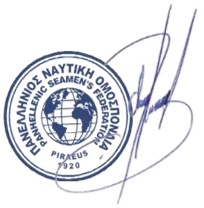 ΠΑΝΕΛΛΗΝΙΟΣ ΝΑΥΤΙΚΗ ΟΜΟΣΠΟΝΔΙΑ
PANHELLENIC SEAMEN'S FEDERATION
PIRAEUS
1920